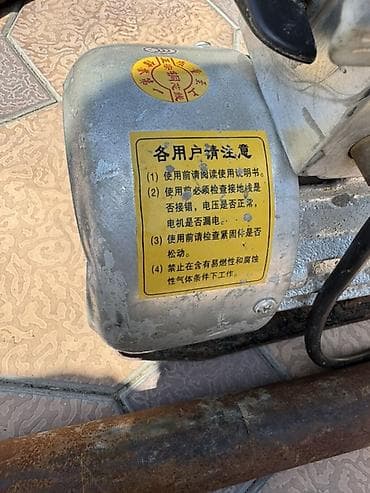 各用户请注意
(1) 使用前请阅读使用说明书。
(2) 使用前必须检查接地线是
否接错，电压是否正常，
电机是否漏电。
(3) 使用前请检查紧固件是否
松动。
(4) 禁止在含有易燃性和腐蚀
性气体条件下工作。